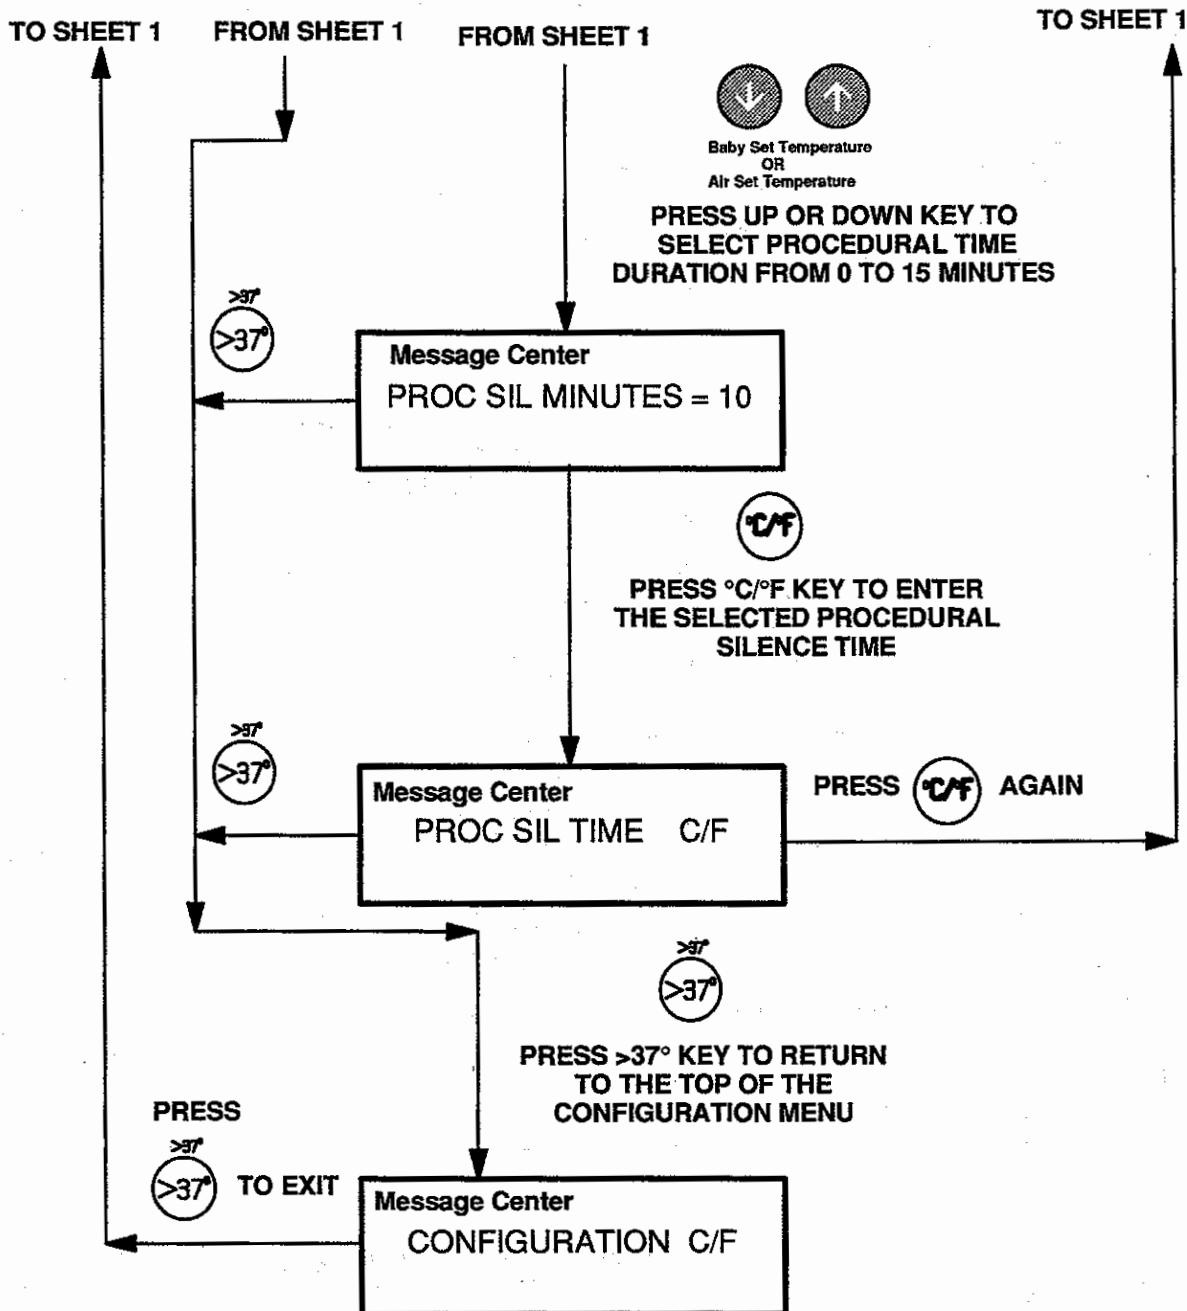 TO SHEET 1
FROM SHEET 1
FROM SHEET 1
TO SHEET 1
Baby Set Temperature
OR
Air Set Temperature
PRESS UP OR DOWN KEY TO
SELECT PROCEDURAL TIME
DURATION FROM 0 TO 15 MINUTES
>37°
>37°
Message Center
PROC SIL MINUTES = 10
°C/°F
PRESS °C/°F KEY TO ENTER
THE SELECTED PROCEDURAL
SILENCE TIME
>37°
>37°
Message Center
PROC SIL TIME C/F
PRESS °C/°F AGAIN
>37°
>37°
PRESS >37° KEY TO RETURN
TO THE TOP OF THE
CONFIGURATION MENU
PRESS
>37°
>37° TO EXIT
Message Center
CONFIGURATION C/F